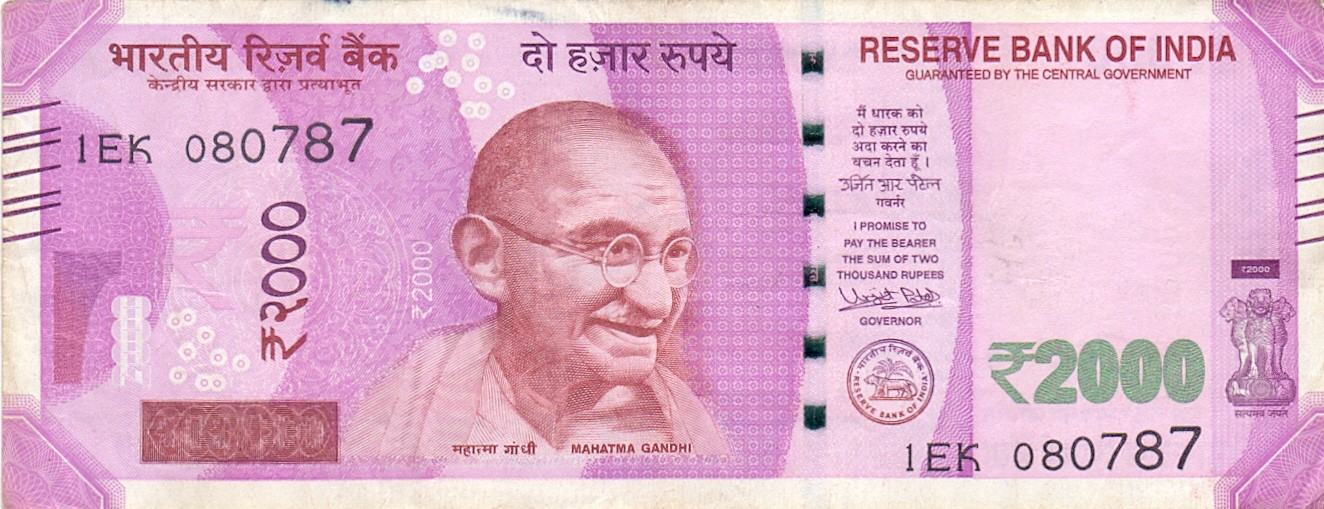 भारतीय रिज़र्व बैंक
केन्द्रीय सरकार द्वारा प्रत्याभूत
दो हज़ार रुपये
RESERVE BANK OF INDIA
GUARANTEED BY THE CENTRAL GOVERNMENT
1EK 080787
₹२०००
₹2000
मैं धारक को
दो हज़ार रुपये
अदा करने का
वचन देता हूँ ।
उर्जित आर पटेल
गवर्नर
I PROMISE TO
PAY THE BEARER
THE SUM OF TWO
THOUSAND RUPEES
Urjit Patel
GOVERNOR
भारतीय रिज़र्व बैंक
RESERVE BANK OF INDIA
₹2000
₹2000
सत्यमेव जयते
महात्मा गांधी
MAHATMA GANDHI
1EK 080787